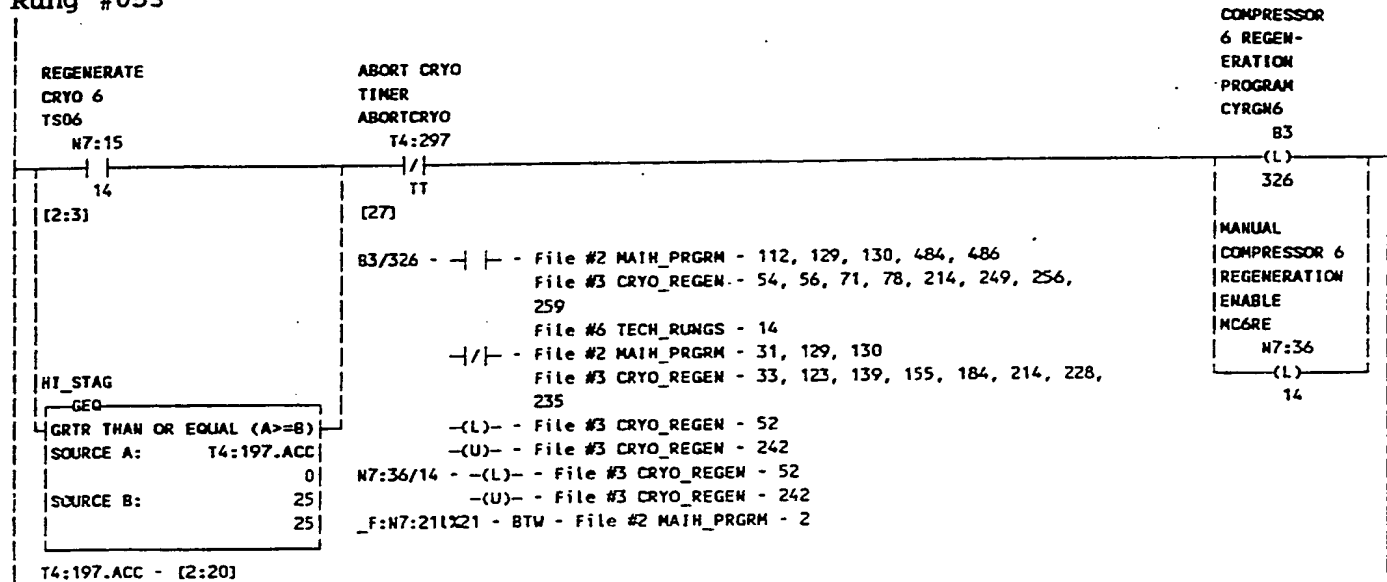 Rung #053
REGENERATE
CRYO 6
TS06
N7:15
14
[2:3]
ABORT CRYO
TIMER
ABORTCRYO
T4:297
/
TT
[27]
COMPRESSOR
6 REGEN-
ERATION
PROGRAM
CYRGN6
B3
(L)
326
MANUAL
COMPRESSOR 6
REGENERATION
ENABLE
MC6RE
N7:36
(L)
14
B3/326 - ─┤ ├─ - File #2 MAIN_PRGRM - 112, 129, 130, 484, 486
File #3 CRYO_REGEN - 54, 56, 71, 78, 214, 249, 256,
259
File #6 TECH_RUNGS - 14
─┤/├─ - File #2 MAIN_PRGRM - 31, 129, 130
File #3 CRYO_REGEN - 33, 123, 139, 155, 184, 214, 228,
235
─(L)─ - File #3 CRYO_REGEN - 52
─(U)─ - File #3 CRYO_REGEN - 242
N7:36/14 - ─(L)─ - File #3 CRYO_REGEN - 52
─(U)─ - File #3 CRYO_REGEN - 242
- BTW - File #2 MAIN_PRGRM - 2
HI_STAG
GEQ
GRTR THAN OR EQUAL (A>=B)
SOURCE A: T4:197.ACC
0
SOURCE B: 25
25
T4:197.ACC - [2:20]